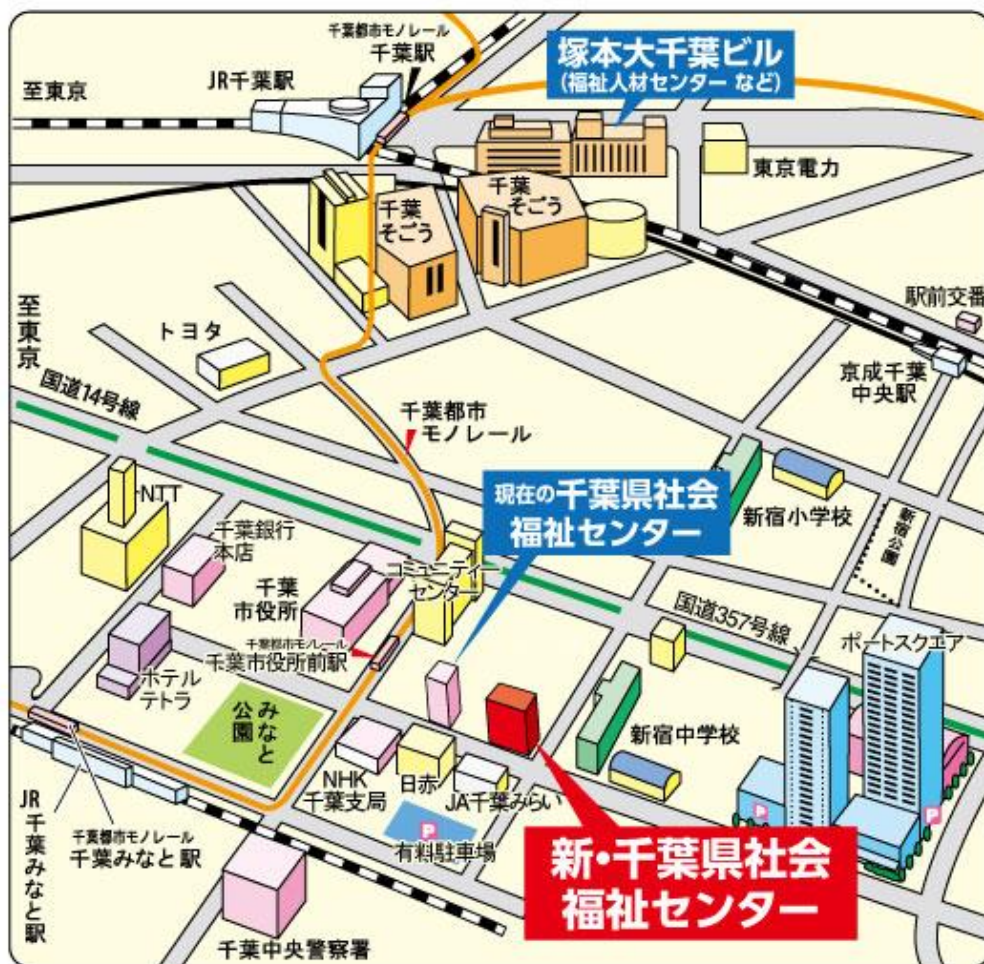 千葉都市モノレール
千葉駅
JR千葉駅
至東京
塚本大千葉ビル
(福祉人材センター など)
東京電力
千葉
そごう
千葉
そごう
駅前交番
至東京
トヨタ
京成千葉
中央駅
国道14号線
千葉都市
モノレール
現在の千葉県社会
福祉センター
新宿小学校
新宿公園
NTT
千葉銀行
本店
コミュニティー
センター
千葉
市役所
国道357号線
ポートスクエア
千葉都市モノレール
千葉市役所前駅
ホテル
テトラ
みなと
公園
新宿中学校
NHK
千葉支局
日赤
JA千葉みらい
P
有料駐車場
P
P
JR千葉みなと駅
千葉都市モノレール
千葉みなと駅
新・千葉県社会
福祉センター
千葉中央警察署